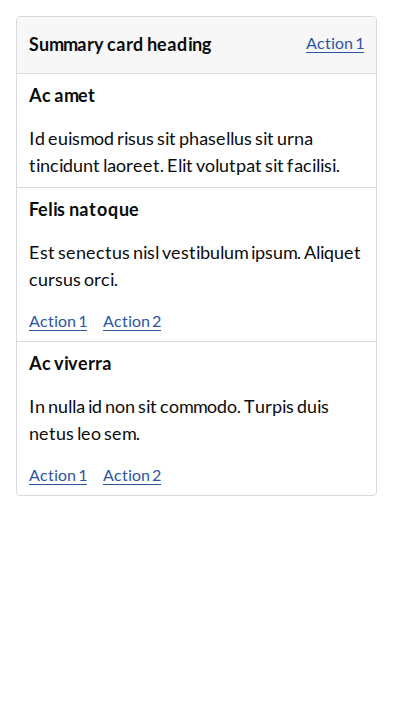 Summary card heading
Action 1
Ac amet
Id euismod risus sit phasellus sit urna
tincidunt laoreet. Elit volutpat sit facilisi.
Felis natoque
Est senectus nisl vestibulum ipsum. Aliquet
cursus orci.
Action 1 Action 2
Ac viverra
In nulla id non sit commodo. Turpis duis
netus leo sem.
Action 1 Action 2